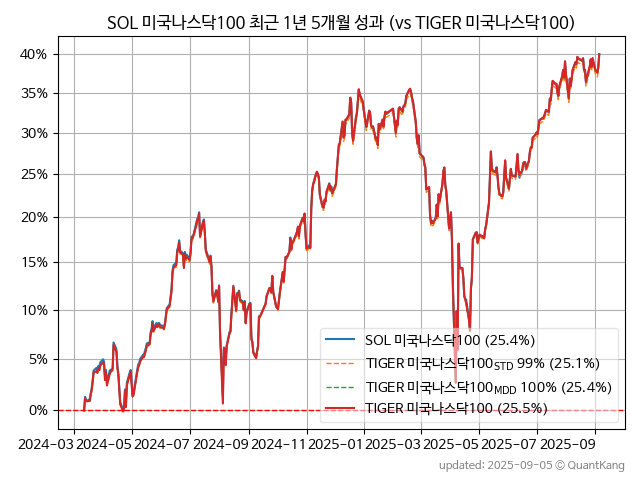 SOL 미국나스닥100 최근 1년 5개월 성과 (vs TIGER 미국나스닥100)
40%
35%
30%
25%
20%
15%
10%
5%
0%
SOL 미국나스닥100 (25.4%)
TIGER 미국나스닥100STD 99% (25.1%)
TIGER 미국나스닥100MDD 100% (25.4%)
TIGER 미국나스닥100 (25.5%)
2024-03 2024-05 2024-07 2024-09 2024-11 2025-01 2025-03 2025-05 2025-07 2025-09
updated: 2025-09-05 © QuantKang